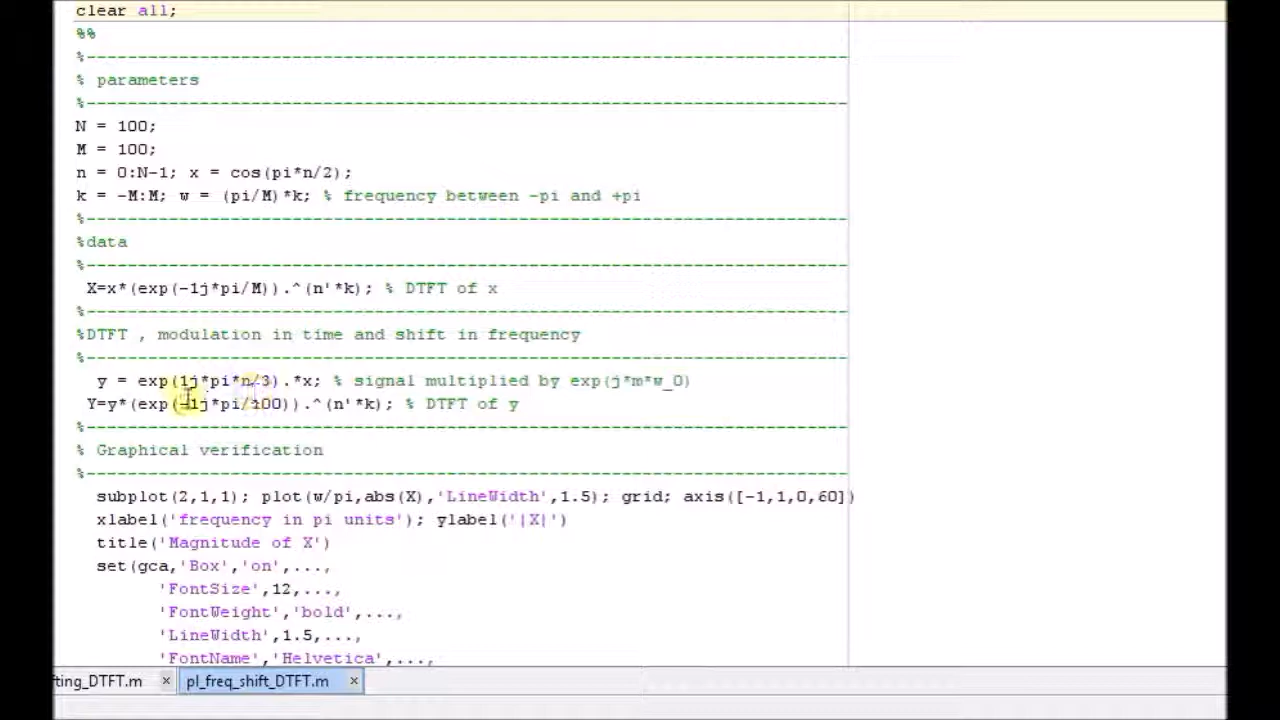 clear all;
%%
%--------------------------------------------------------------------------
% parameters
%--------------------------------------------------------------------------
N = 100;
M = 100;
n = 0:N-1; x = cos(pi*n/2);
k = -M:M; w = (pi/M)*k; % frequency between -pi and +pi
%--------------------------------------------------------------------------
%data
%--------------------------------------------------------------------------
X=x*(exp(-1j*pi/M)).^(n'*k); % DTFT of x
%--------------------------------------------------------------------------
%DTFT , modulation in time and shift in frequency
%--------------------------------------------------------------------------
y = exp(1j*pi*n/3).*x; % signal multiplied by exp(j*m*w_0)
Y=y*(exp(-1j*pi/100)).^(n'*k); % DTFT of y
%--------------------------------------------------------------------------
% Graphical verification
%--------------------------------------------------------------------------
subplot(2,1,1); plot(w/pi,abs(X),'LineWidth',1.5); grid; axis([-1,1,0,60])
xlabel('frequency in pi units'); ylabel('|X|')
title('Magnitude of X')
set(gca,'Box','on',...,
'FontSize',12,...,
'FontWeight','bold',...,
'LineWidth',1.5,...,
'FontName','Helvetica',...,
fting_DTFT.m × pl_freq_shift_DTFT.m ×